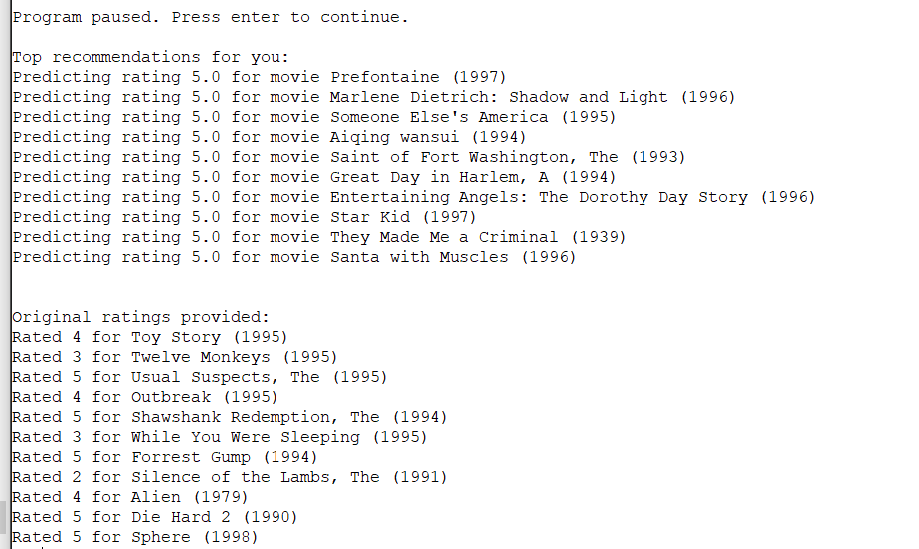 Program paused. Press enter to continue.
Top recommendations for you:
Predicting rating 5.0 for movie Prefontaine (1997)
Predicting rating 5.0 for movie Marlene Dietrich: Shadow and Light (1996)
Predicting rating 5.0 for movie Someone Else's America (1995)
Predicting rating 5.0 for movie Aiqing wansui (1994)
Predicting rating 5.0 for movie Saint of Fort Washington, The (1993)
Predicting rating 5.0 for movie Great Day in Harlem, A (1994)
Predicting rating 5.0 for movie Entertaining Angels: The Dorothy Day Story (1996)
Predicting rating 5.0 for movie Star Kid (1997)
Predicting rating 5.0 for movie They Made Me a Criminal (1939)
Predicting rating 5.0 for movie Santa with Muscles (1996)
Original ratings provided:
Rated 4 for Toy Story (1995)
Rated 3 for Twelve Monkeys (1995)
Rated 5 for Usual Suspects, The (1995)
Rated 4 for Outbreak (1995)
Rated 5 for Shawshank Redemption, The (1994)
Rated 3 for While You Were Sleeping (1995)
Rated 5 for Forrest Gump (1994)
Rated 2 for Silence of the Lambs, The (1991)
Rated 4 for Alien (1979)
Rated 5 for Die Hard 2 (1990)
Rated 5 for Sphere (1998)